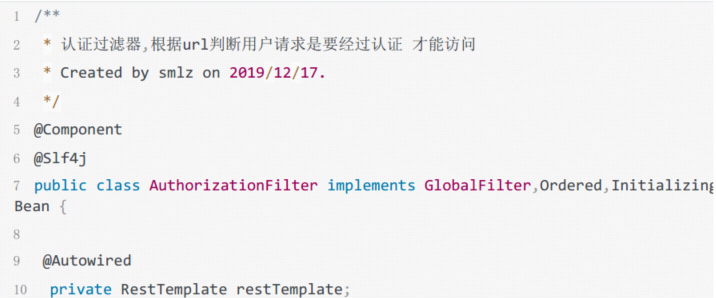 1 /**
2 * 认证过滤器,根据url判断用户请求是要经过认证 才能访问
3 * Created by smlz on 2019/12/17.
4 */
5 @Component
6 @Slf4j
7 public class AuthorizationFilter implements GlobalFilter,Ordered,Initializing
Bean {
8
9 @Autowired
10 private RestTemplate restTemplate;